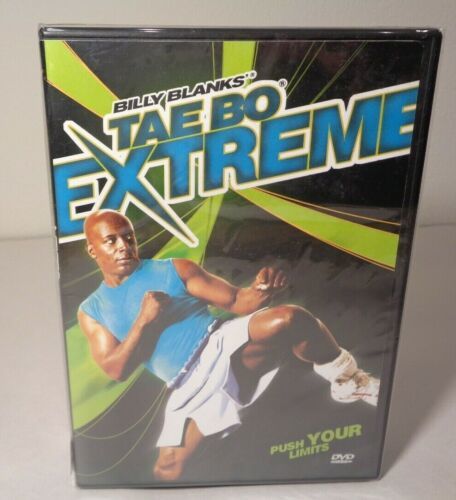 BILLY BLANKS'®
TAE BO®
EXTREME
PUSH YOUR
LIMITS
DVD